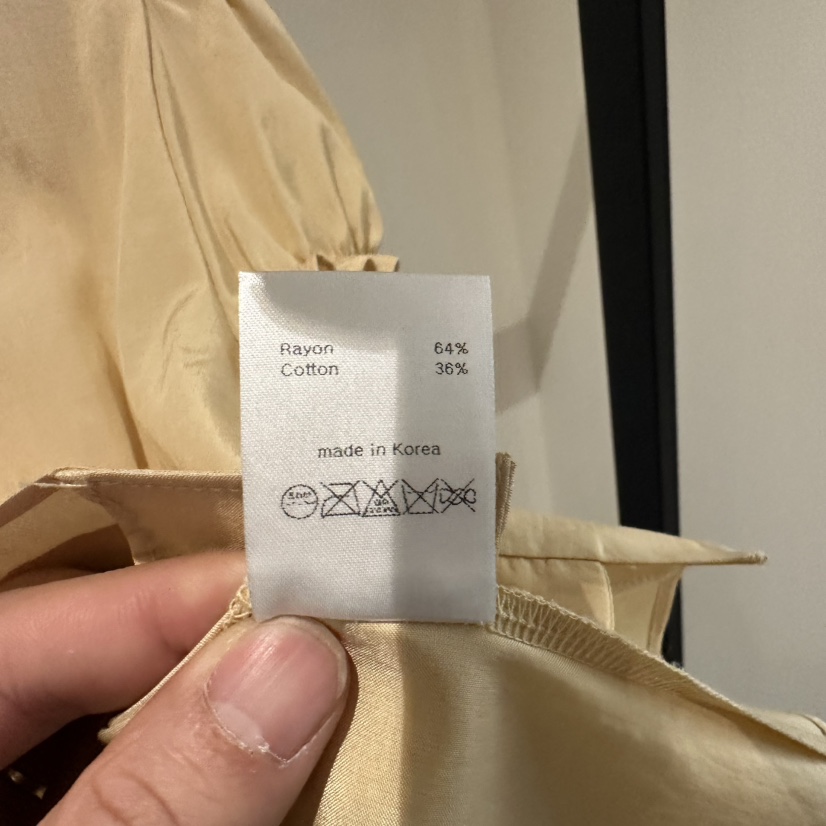 Rayon 64%
Cotton 36%
made in Korea